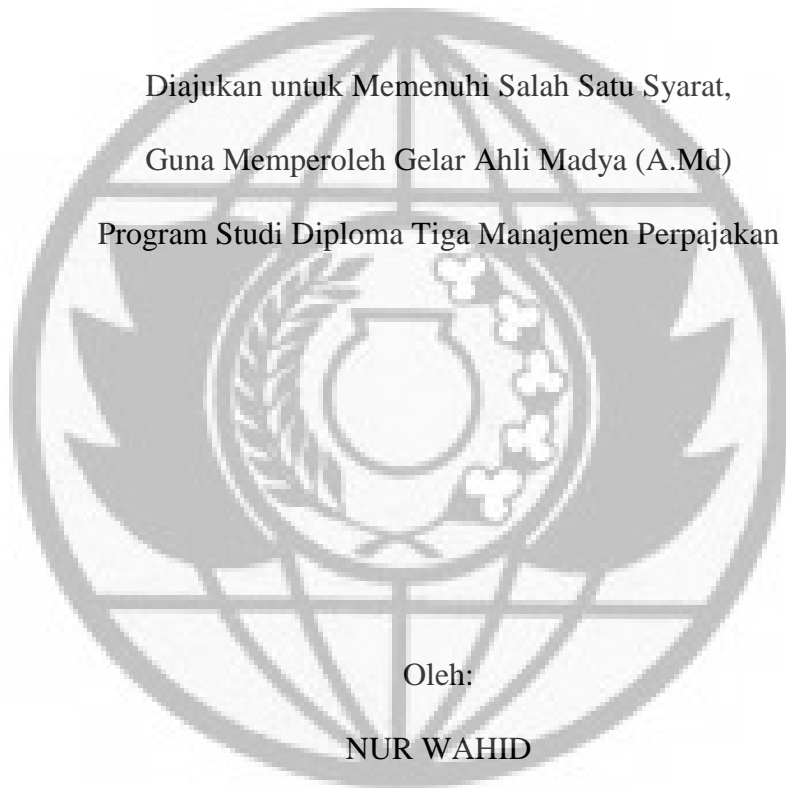 Diajukan untuk Memenuhi Salah Satu Syarat,
Guna Memperoleh Gelar Ahli Madya (A.Md)
Program Studi Diploma Tiga Manajemen Perpajakan
Oleh:
NUR WAHID